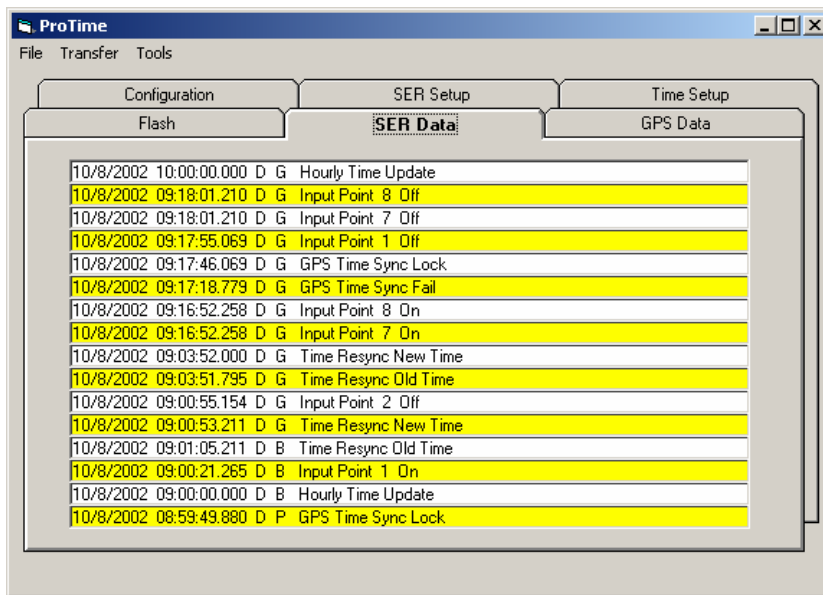 ProTime
File Transfer Tools
Configuration SER Setup Time Setup
Flash SER Data GPS Data
10/8/2002 10:00:00.000 D G Hourly Time Update
10/8/2002 09:18:01.210 D G Input Point 8 Off
10/8/2002 09:18:01.210 D G Input Point 7 Off
10/8/2002 09:17:55.069 D G Input Point 1 Off
10/8/2002 09:17:46.069 D G GPS Time Sync Lock
10/8/2002 09:17:18.779 D G GPS Time Sync Fail
10/8/2002 09:16:52.258 D G Input Point 8 On
10/8/2002 09:16:52.258 D G Input Point 7 On
10/8/2002 09:03:52.000 D G Time Resync New Time
10/8/2002 09:03:51.795 D G Time Resync Old Time
10/8/2002 09:00:55.154 D G Input Point 2 Off
10/8/2002 09:00:53.211 D G Time Resync New Time
10/8/2002 09:01:05.211 D B Time Resync Old Time
10/8/2002 09:00:21.265 D B Input Point 1 On
10/8/2002 09:00:00.000 D B Hourly Time Update
10/8/2002 08:59:49.880 D P GPS Time Sync Lock